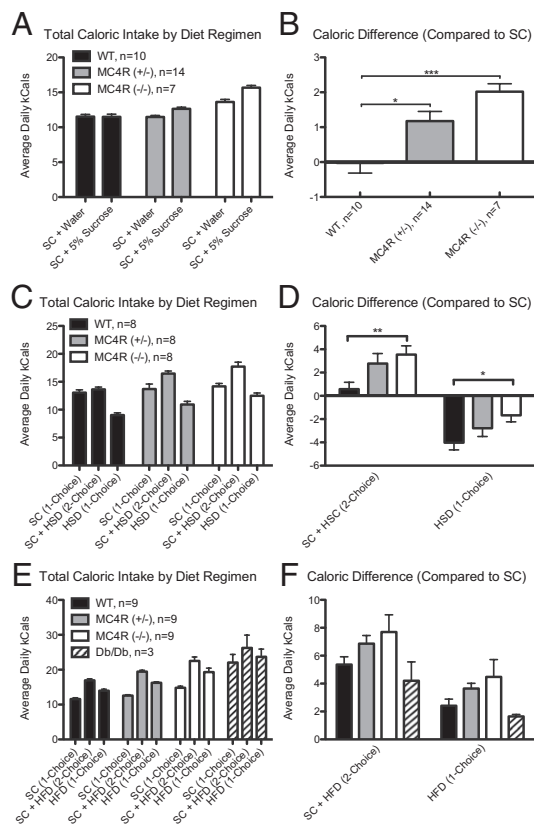 A Total Caloric Intake by Diet Regimen
WT, n=10
MC4R (+/-), n=14
MC4R (-/-), n=7
Average Daily kCals
20
15
10
5
0
SC + Water
SC + 5% Sucrose
SC + Water
SC + 5% Sucrose
SC + Water
SC + 5% Sucrose
B Caloric Difference (Compared to SC)
Average Daily kCals
3
2
1
0
-1
***
*
WT, n=10
MC4R (+/-), n=14
MC4R (-/-), n=7
C Total Caloric Intake by Diet Regimen
WT, n=8
MC4R (+/-), n=8
MC4R (-/-), n=8
Average Daily kCals
25
20
15
10
5
0
SC (1-Choice)
SC + HSD (2-Choice)
HSD (1-Choice)
SC (1-Choice)
SC + HSD (2-Choice)
HSD (1-Choice)
SC (1-Choice)
SC + HSD (2-Choice)
HSD (1-Choice)
D Caloric Difference (Compared to SC)
Average Daily kCals
6
4
2
0
-2
-4
-6
**
*
SC + HSC (2-Choice)
HSD (1-Choice)
E Total Caloric Intake by Diet Regimen
WT, n=9
MC4R (+/-), n=9
MC4R (-/-), n=9
Db/Db, n=3
Average Daily kCals
40
30
20
10
0
SC (1-Choice)
SC + HFD (2-Choice)
HFD (1-Choice)
SC (1-Choice)
SC + HFD (2-Choice)
HFD (1-Choice)
SC (1-Choice)
SC + HFD (2-Choice)
HFD (1-Choice)
SC (1-Choice)
SC + HFD (2-Choice)
HFD (1-Choice)
F Caloric Difference (Compared to SC)
Average Daily kCals
10
8
6
4
2
0
SC + HFD (2-Choice)
HFD (1-Choice)